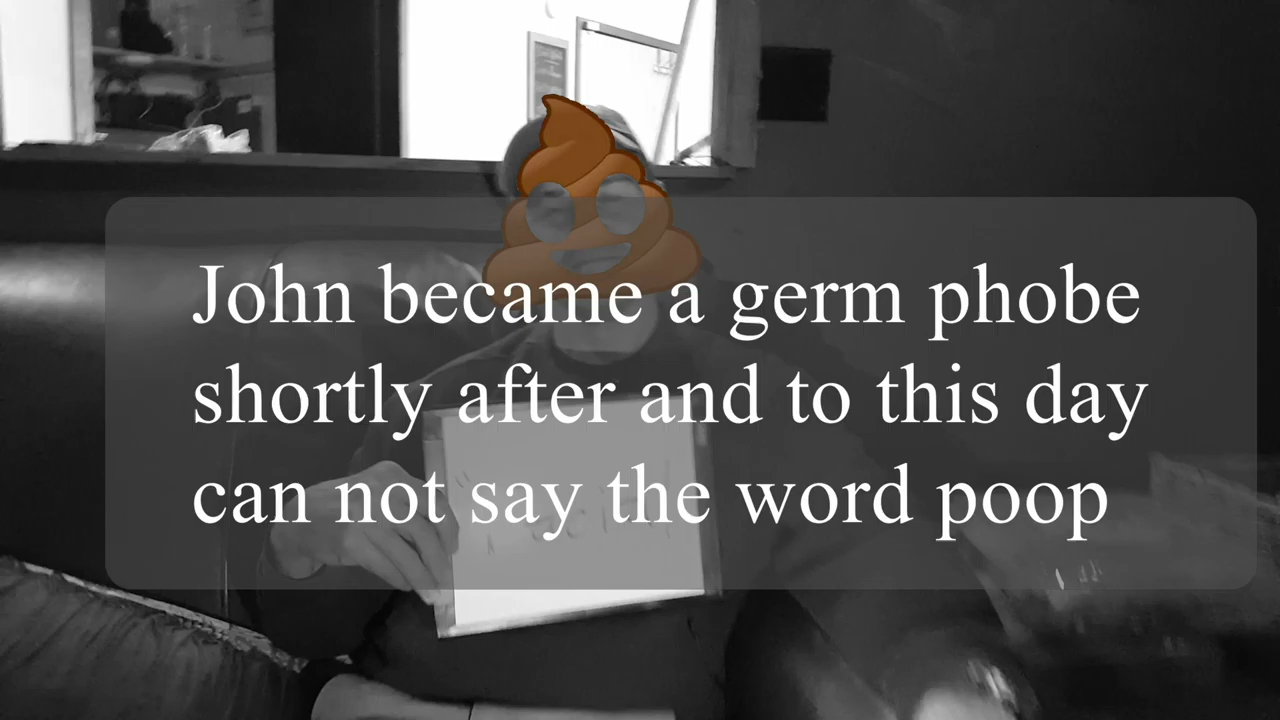 John became a germ phobe
shortly after and to this day
can not say the word poop